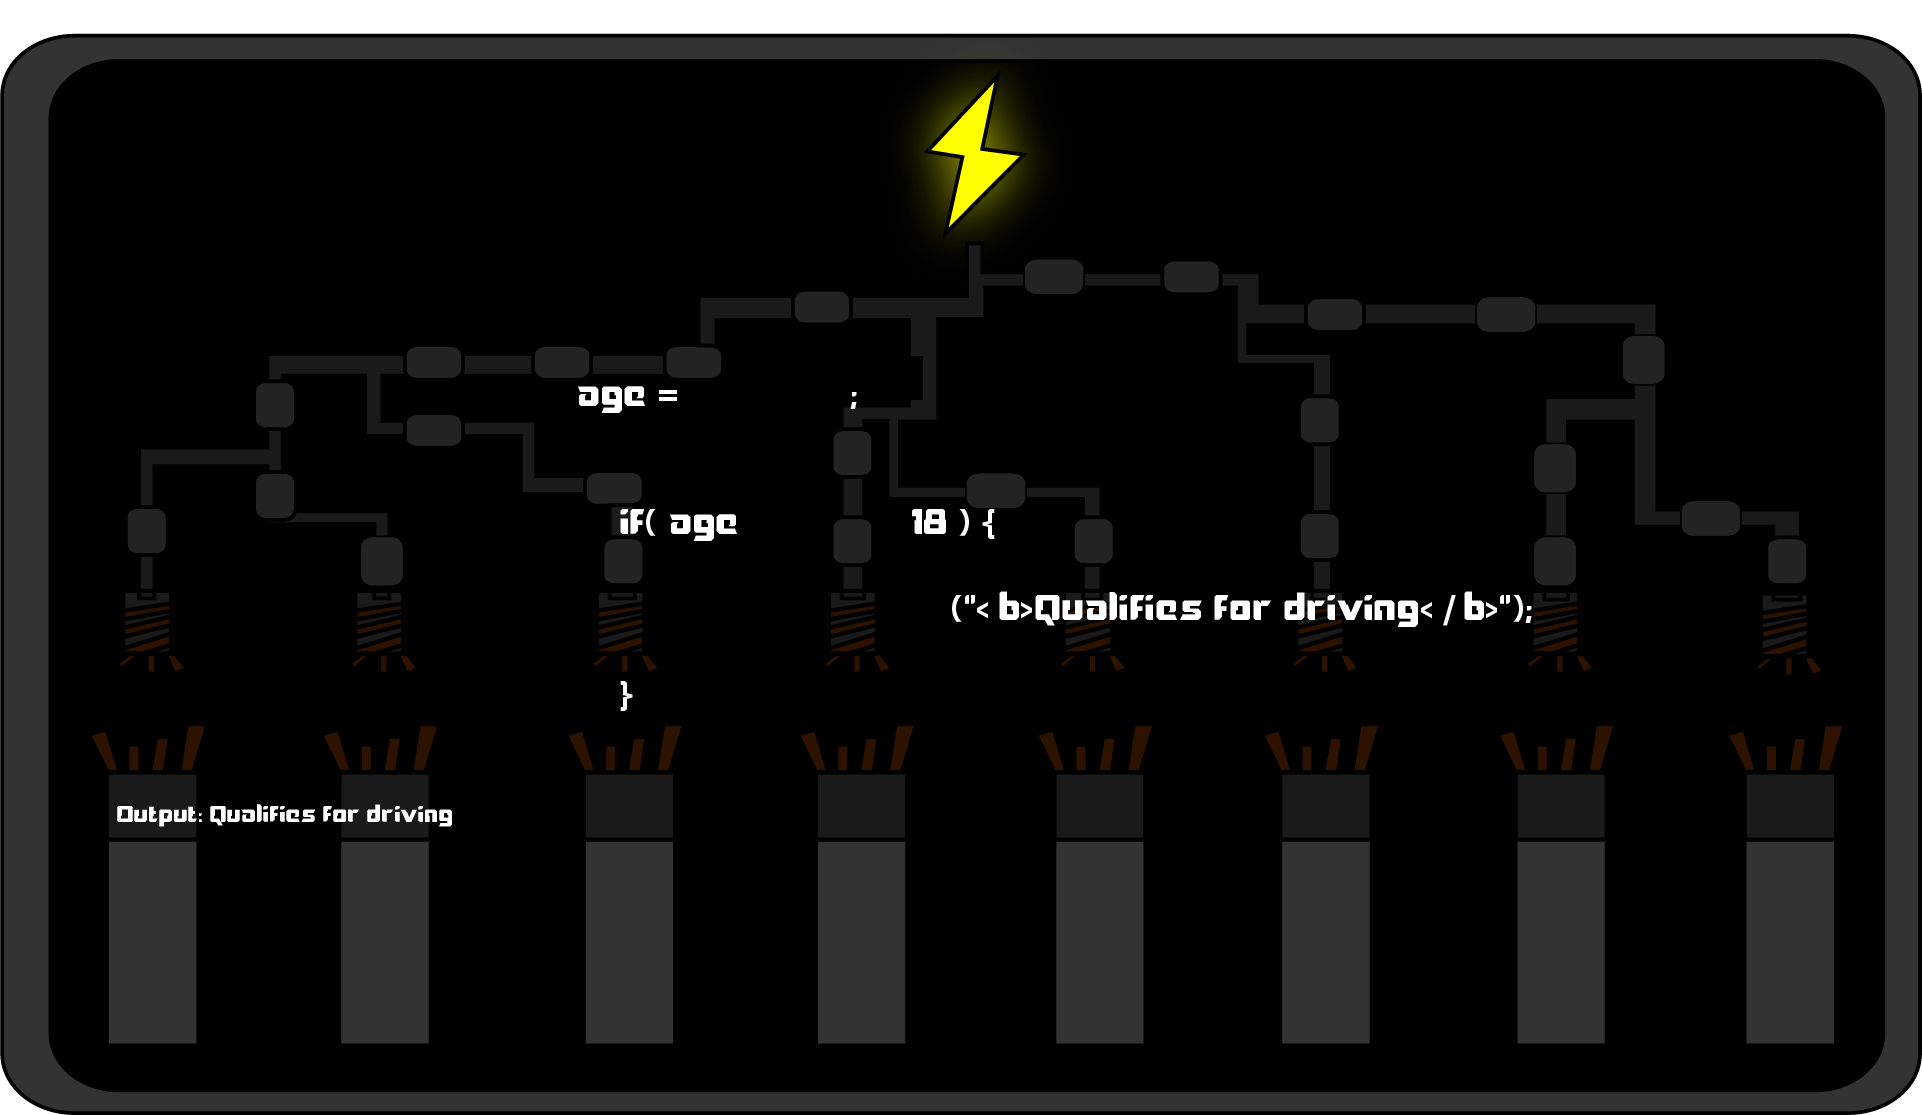 age = ;
if( age 18 ) {
("< b>Qualifies for driving< / b>");
}
Output: Qualifies for driving